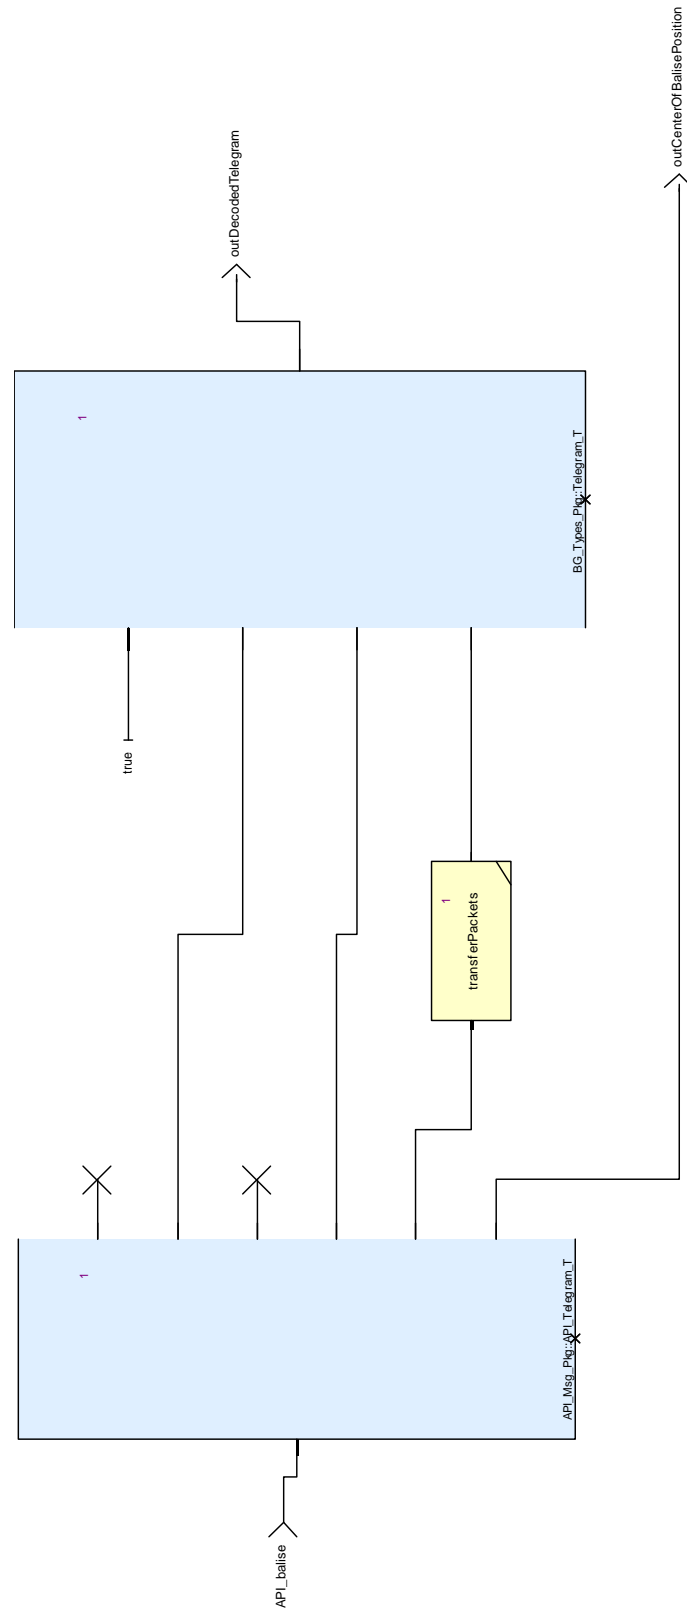 API_balise
1
API_Msg_Pkg::API_Telegram_T
1
transferPackets
true
1
BG_Types_Pkg::Telegram_T
outDecodedTelegram
outCenterOfBalisePosition